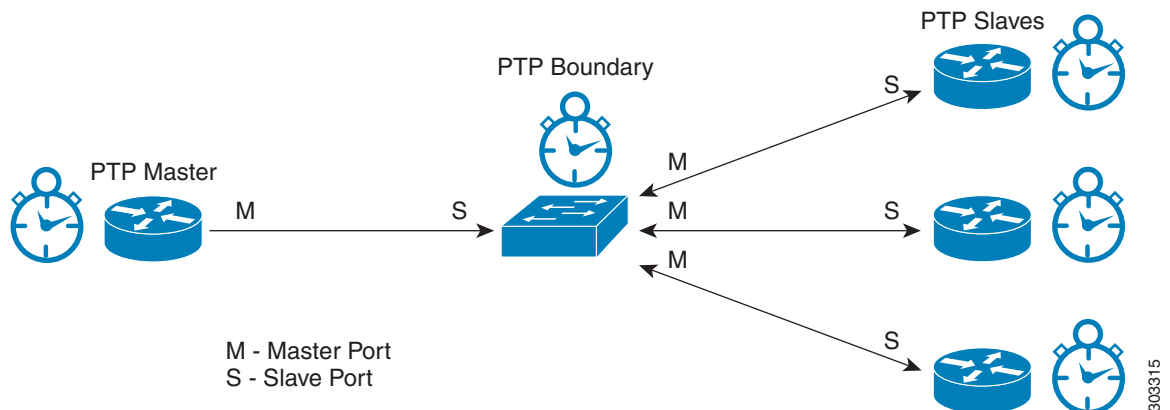 PTP Slaves
PTP Boundary
S
PTP Master
M
M
S
M
S
M
S
M - Master Port
S - Slave Port
303315